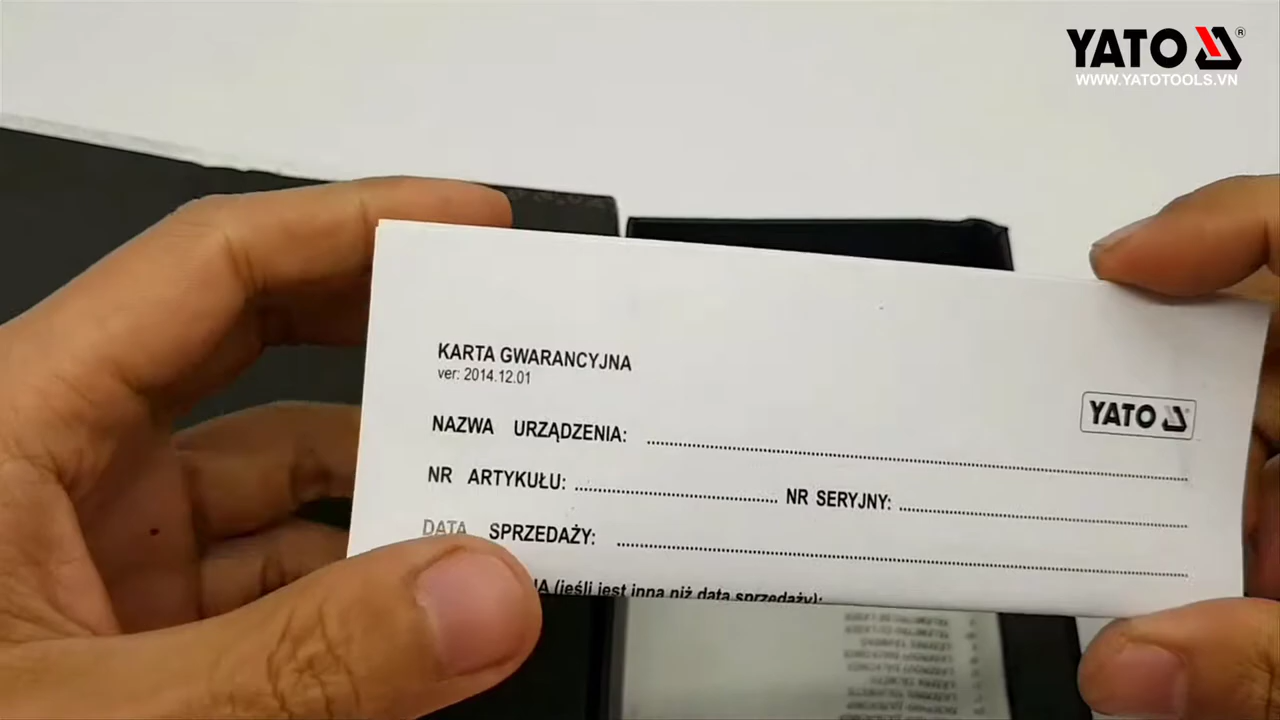 YATO
WWW.YATOTOOLS.VN
KARTA GWARANCYJNA
ver: 2014.12.01
YATO
NAZWA URZĄDZENIA:
NR ARTYKUŁU: NR SERYJNY:
DATA SPRZEDAŻY:
(jeśli jest inna niż data sprzedaży):